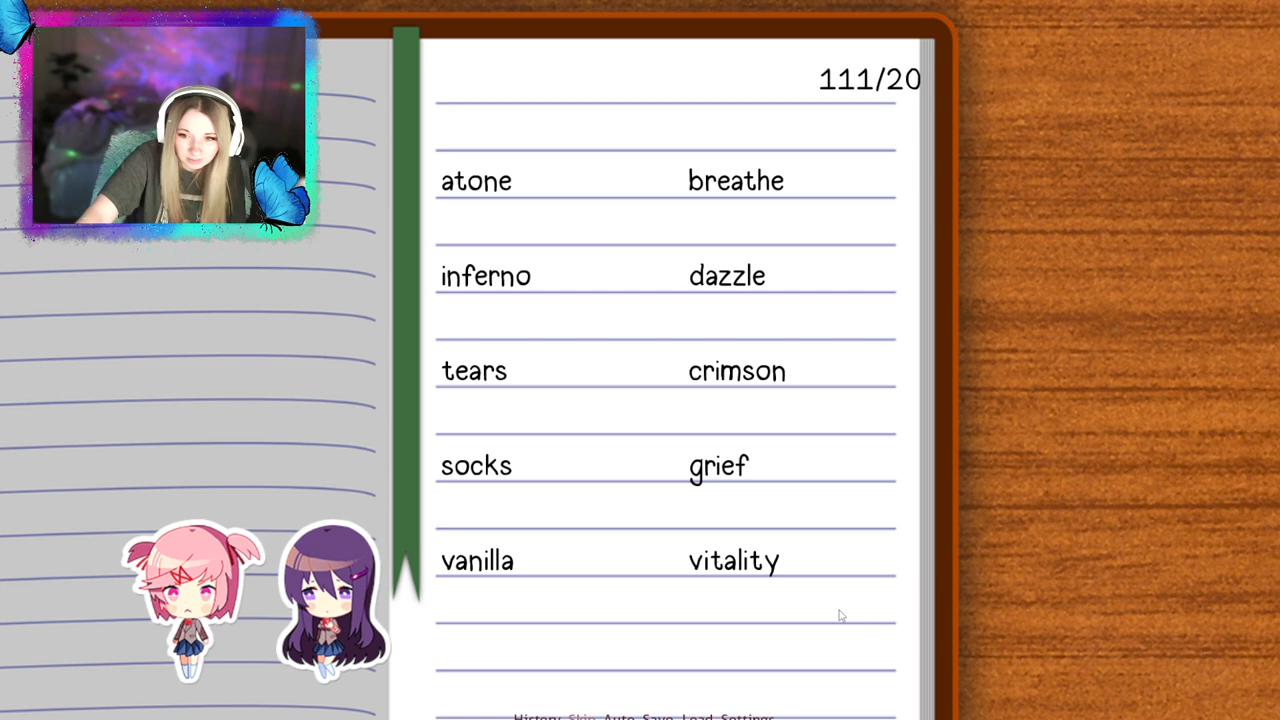 111/20
atone breathe
inferno dazzle
tears crimson
socks grief
vanilla vitality
History Skip Auto Save Load Settings